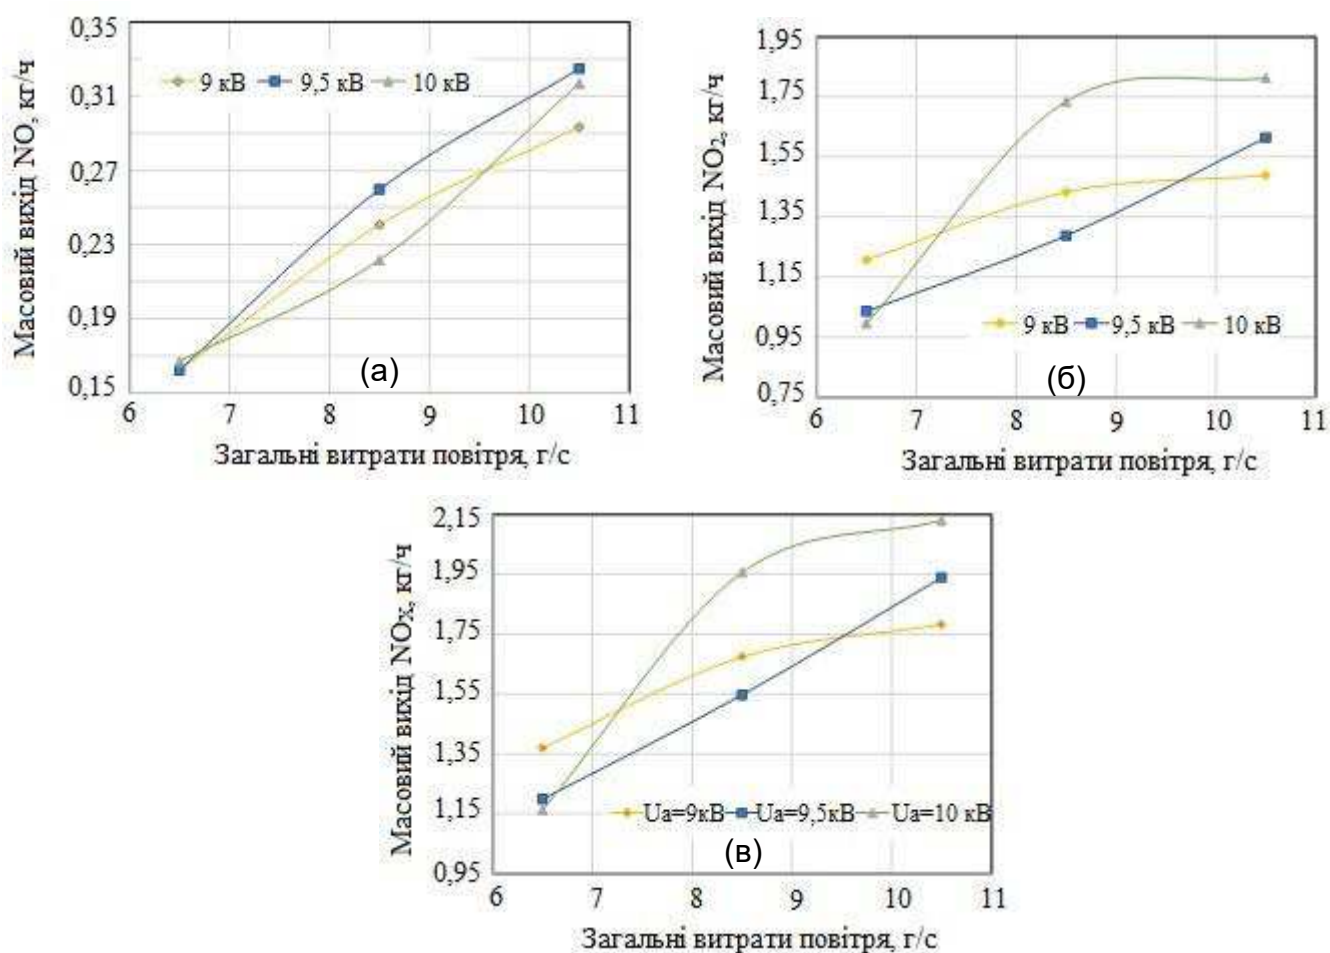 Масовий вихід NO, кг/ч
0,35
0,31
0,27
0,23
0,19
0,15
9 кВ 9,5 кВ 10 кВ
(а)
6 7 8 9 10 11
Загальні витрати повітря, г/с
Масовий вихід NO₂, кг/ч
1,95
1,75
1,55
1,35
1,15
0,95
0,75
9 кВ 9,5 кВ 10 кВ
(б)
6 7 8 9 10 11
Загальні витрати повітря, г/с
Масовий вихід NOX, кг/ч
2,15
1,95
1,75
1,55
1,35
1,15
0,95
Ua=9кВ Ua=9,5кВ Ua=10 кВ
(в)
6 7 8 9 10 11
Загальні витрати повітря, г/с